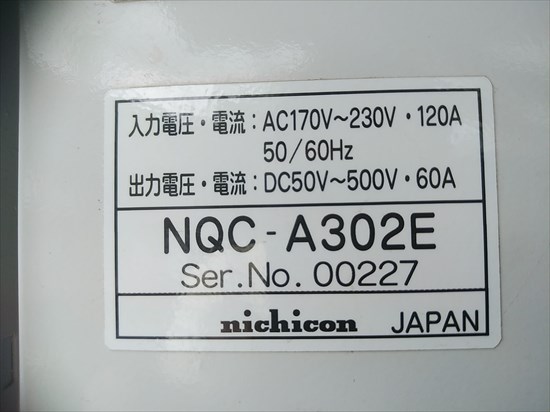 入力電圧・電流：AC170V～230V・120A
50/60Hz
出力電圧・電流：DC50V～500V・60A
NQC-A302E
Ser.No. 00227
nichicon JAPAN